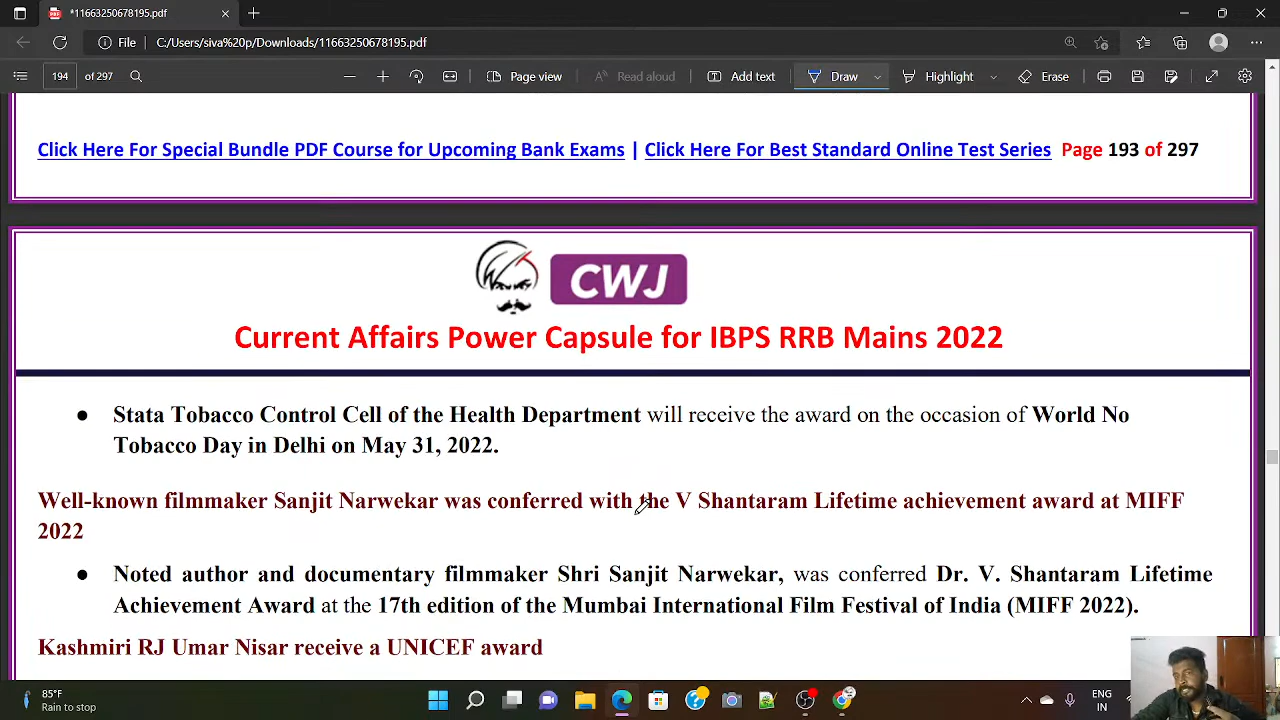 *11663250678195.pdf
File C:/Users/siva%20p/Downloads/11663250678195.pdf
194 of 297 Page view Read aloud Add text Draw Highlight Erase
Click Here For Special Bundle PDF Course for Upcoming Bank Exams | Click Here For Best Standard Online Test Series Page 193 of 297
CWJ
Current Affairs Power Capsule for IBPS RRB Mains 2022
● Stata Tobacco Control Cell of the Health Department will receive the award on the occasion of World No
Tobacco Day in Delhi on May 31, 2022.
Well-known filmmaker Sanjit Narwekar was conferred with the V Shantaram Lifetime achievement award at MIFF
2022
● Noted author and documentary filmmaker Shri Sanjit Narwekar, was conferred Dr. V. Shantaram Lifetime
Achievement Award at the 17th edition of the Mumbai International Film Festival of India (MIFF 2022).
Kashmiri RJ Umar Nisar receive a UNICEF award
85°F
Rain to stop
ENG
IN